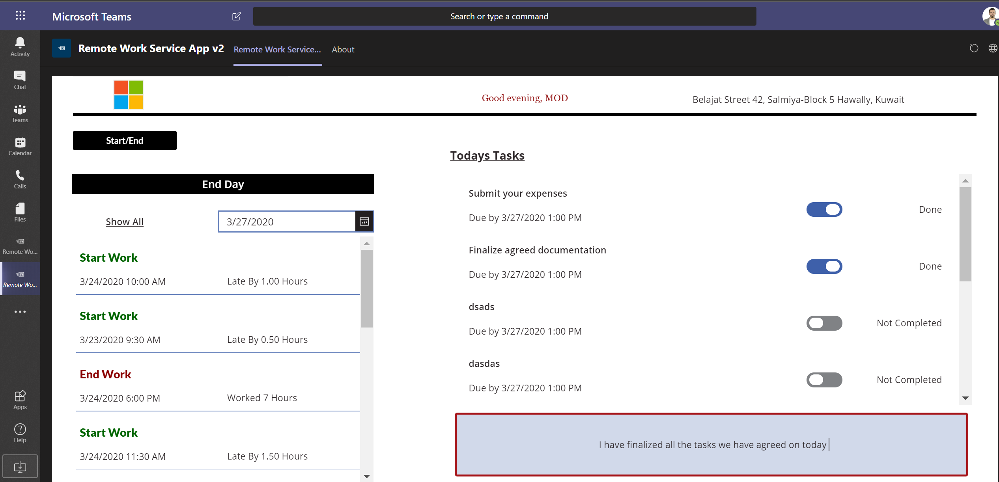 Microsoft Teams
Search or type a command
Activity
Chat
Teams
Calendar
Calls
Files
Remote Wo...
Remote Wo...
Apps
Help
Remote Work Service App v2
Remote Work Service...
About
Good evening, MOD
Belajat Street 42, Salmiya-Block 5 Hawally, Kuwait
Start/End
End Day
Show All
3/27/2020
Start Work
3/24/2020 10:00 AM
Late By 1.00 Hours
Start Work
3/23/2020 9:30 AM
Late By 0.50 Hours
End Work
3/24/2020 6:00 PM
Worked 7 Hours
Start Work
3/24/2020 11:30 AM
Late By 1.50 Hours
Todays Tasks
Submit your expenses
Due by 3/27/2020 1:00 PM
Done
Finalize agreed documentation
Due by 3/27/2020 1:00 PM
Done
dsads
Due by 3/27/2020 1:00 PM
Not Completed
dasdas
Due by 3/27/2020 1:00 PM
Not Completed
I have finalized all the tasks we have agreed on today